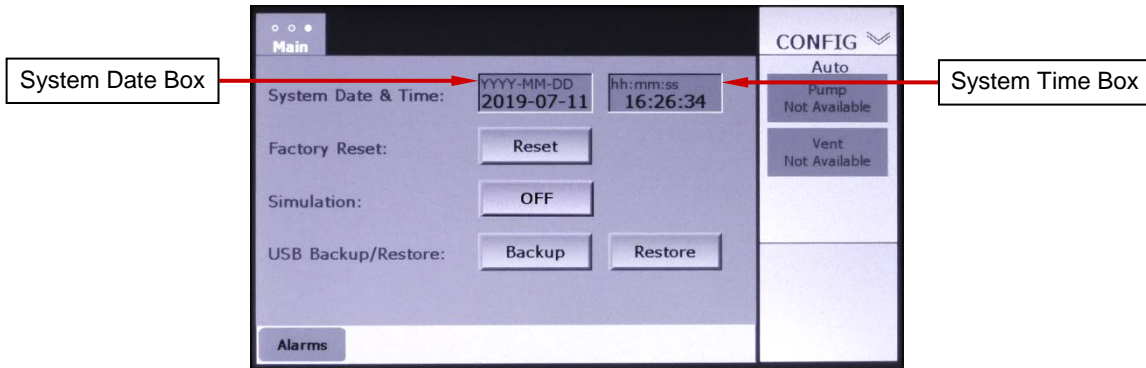 Main
CONFIG
System Date Box
System Time Box
Auto
System Date & Time:
YYYY-MM-DD
2019-07-11
hh:mm:ss
16:26:34
Pump
Not Available
Factory Reset:
Reset
Vent
Not Available
Simulation:
OFF
USB Backup/Restore:
Backup
Restore
Alarms